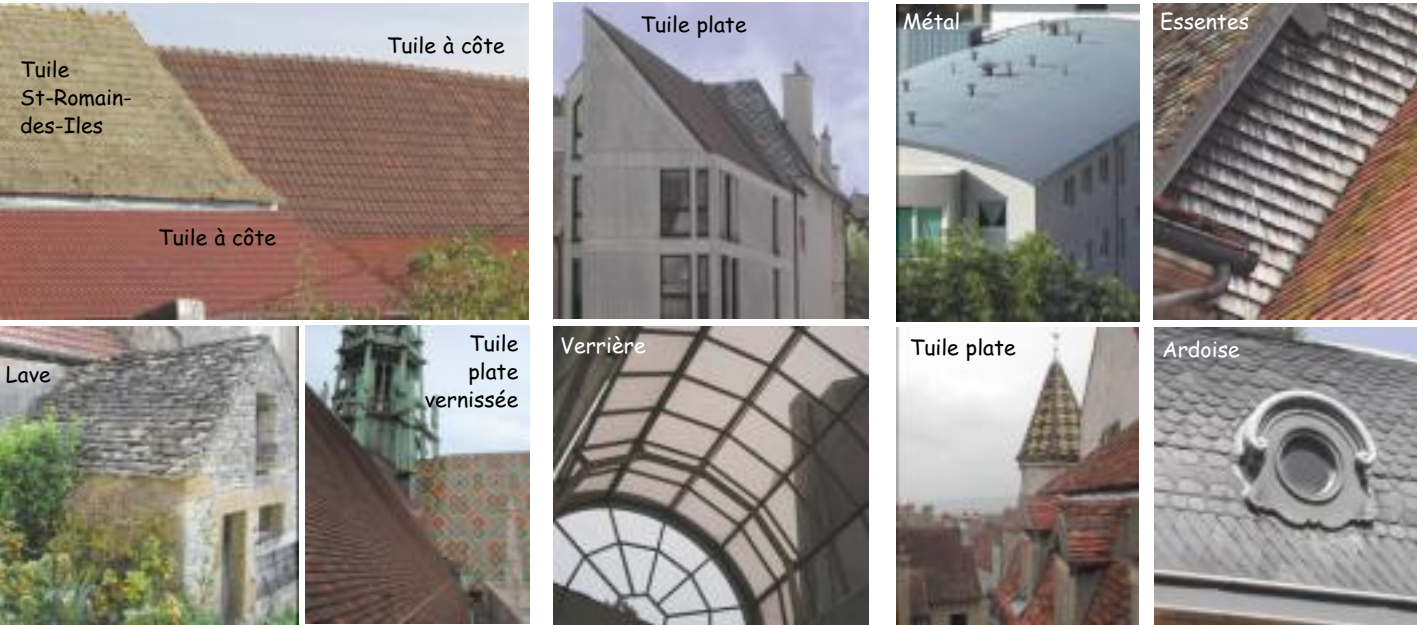 Tuile
St-Romain-
des-Iles
Tuile à côte
Tuile à côte
Tuile plate
Métal
Essentes
Lave
Tuile
plate
vernissée
Verrière
Tuile plate
Ardoise